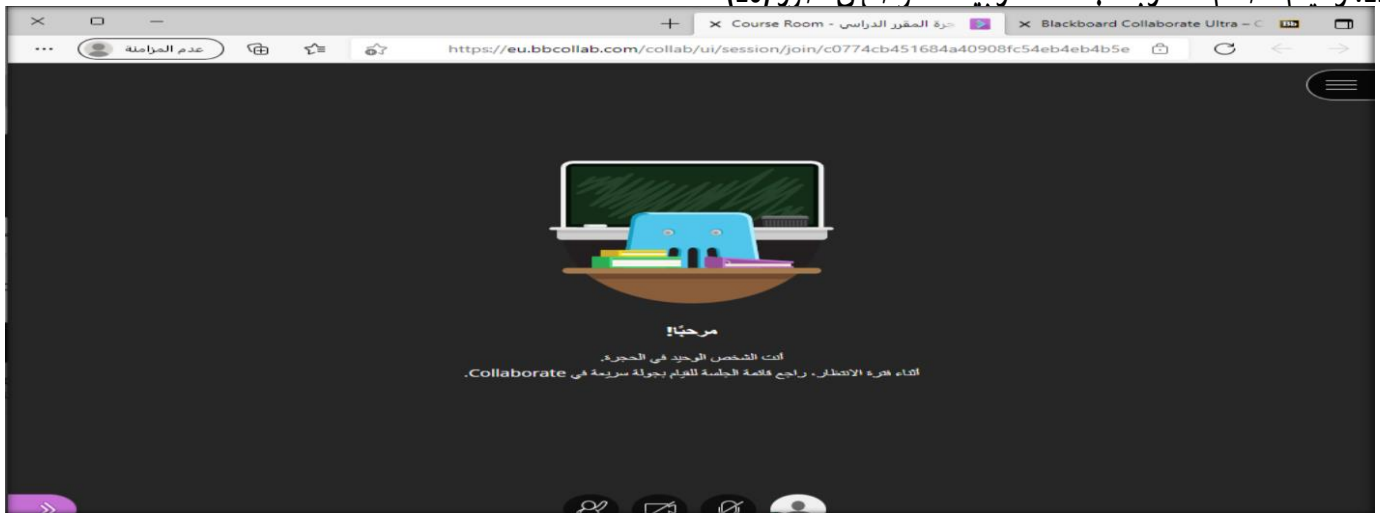 Blackboard Collaborate Ultra – C
حجرة المقرر الدراسي - Course Room
https://eu.bbcollab.com/collab/ui/session/join/c0774cb451684a40908fc54eb4eb4b5e
عدم المزامنة
مرحبًا!
أنت الشخص الوحيد في الحجرة.
أثناء فترة الانتظار، راجع قائمة الجلسة للقيام بجولة سريعة في Collaborate.